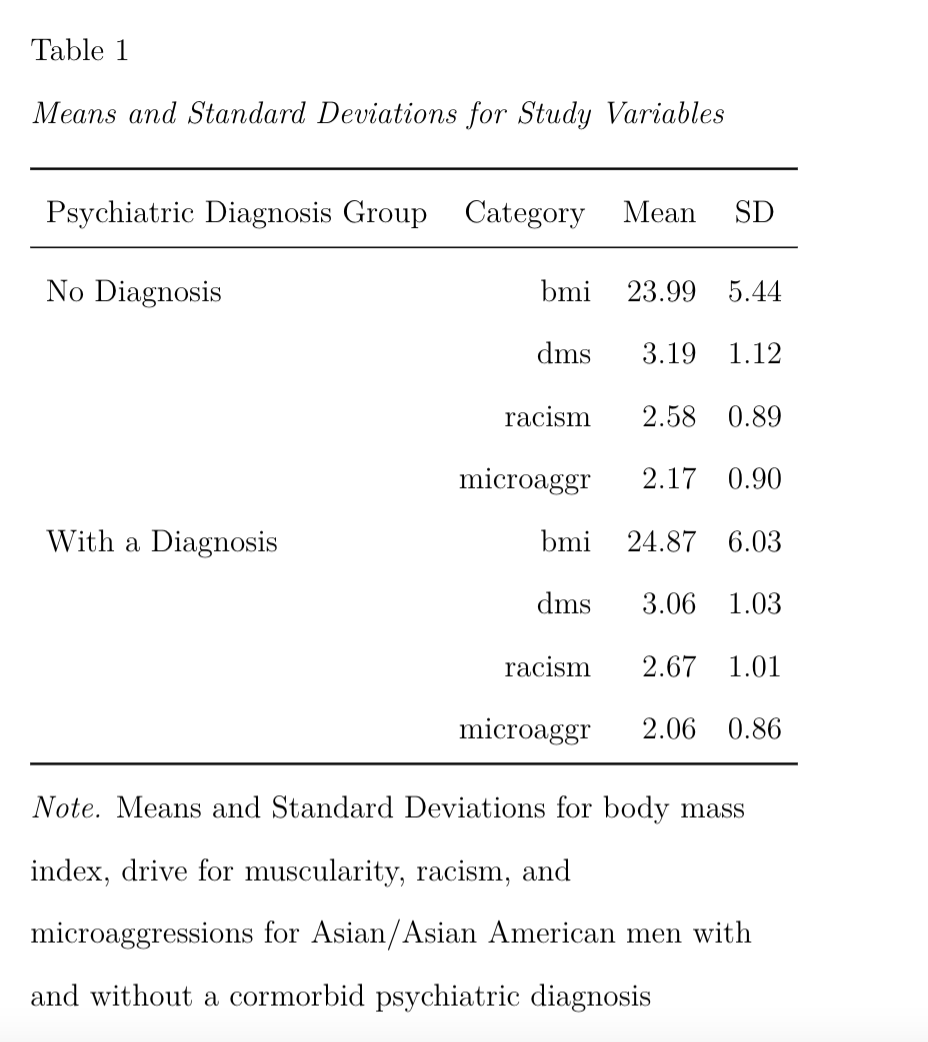 Table 1
Means and Standard Deviations for Study Variables
Psychiatric Diagnosis Group Category Mean SD
No Diagnosis bmi 23.99 5.44
dms 3.19 1.12
racism 2.58 0.89
microaggr 2.17 0.90
With a Diagnosis bmi 24.87 6.03
dms 3.06 1.03
racism 2.67 1.01
microaggr 2.06 0.86
Note. Means and Standard Deviations for body mass
index, drive for muscularity, racism, and
microaggressions for Asian/Asian American men with
and without a cormorbid psychiatric diagnosis